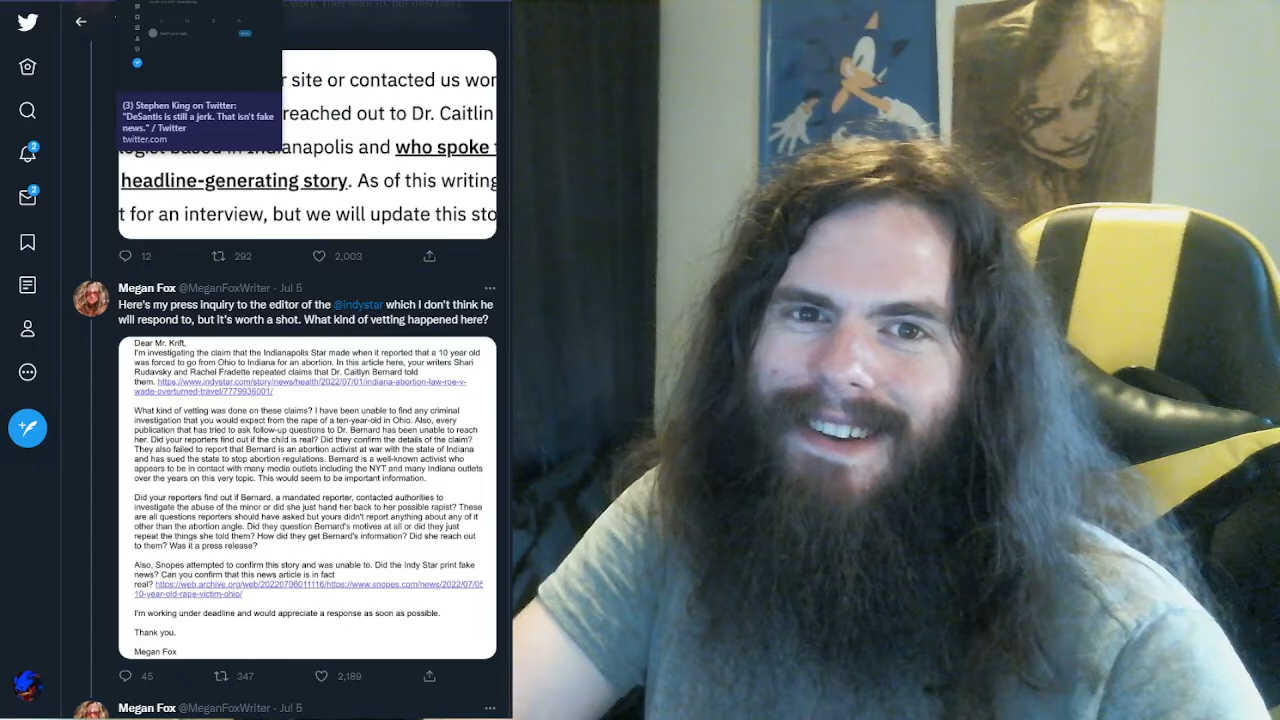 r site or contacted us wor
(3) Stephen King on Twitter:
"DeSantis is still a jerk. That isn't fake
news." / Twitter
twitter.com
reached out to Dr. Caitlin
anapolis and who spoke
headline-generating story. As of this writing
t for an interview, but we will update this sto
12 292 2,003
Megan Fox @MeganFoxWriter · Jul 5
Here's my press inquiry to the editor of the @indystar which I don't think he
will respond to, but it's worth a shot. What kind of vetting happened here?
Dear Mr. Krift,
I'm investigating the claim that the Indianapolis Star made when it reported that a 10 year old
was forced to go from Ohio to Indiana for an abortion. In this article here, your writers Shari
Rudavsky and Rachel Fradette repeated claims that Dr. Caitlyn Bernard told
them. https://www.indystar.com/story/news/health/2022/07/01/indiana-abortion-law-roe-v-
wade-overturned-travel/7779936001/
What kind of vetting was done on these claims? I have been unable to find any criminal
investigation that you would expect from the rape of a ten-year-old in Ohio. Also, every
publication that has tried to ask follow-up questions to Dr. Bernard has been unable to reach
her. Did your reporters find out if the child is real? Did they confirm the details of the claim?
They also failed to report that Bernard is an abortion activist at war with the state of Indiana
and has sued the state to stop abortion regulations. Bernard is a well-known activist who
appears to be in contact with many media outlets including the NYT and many Indiana outlets
over the years on this very topic. This would seem to be important information.
Did your reporters find out if Bernard, a mandated reporter, contacted authorities to
investigate the abuse of the minor or did she just hand her back to her possible rapist? These
are all questions reporters should have asked but yours didn't report anything about any of it
other than the abortion angle. Did they question Bernard's motives at all or did they just
repeat the things she told them? How did they get Bernard's information? Did she reach out
to them? Was it a press release?
Also, Snopes attempted to confirm this story and was unable to. Did the Indy Star print fake
news? Can you confirm that this news article is in fact
real? https://web.archive.org/web/20220706011116/https://www.snopes.com/news/2022/07/05
10-year-old-rape-victim-ohio/
I'm working under deadline and would appreciate a response as soon as possible.
Thank you.
Megan Fox
45 347 2,189
Megan Fox @MeganFoxWriter · Jul 5
2
2